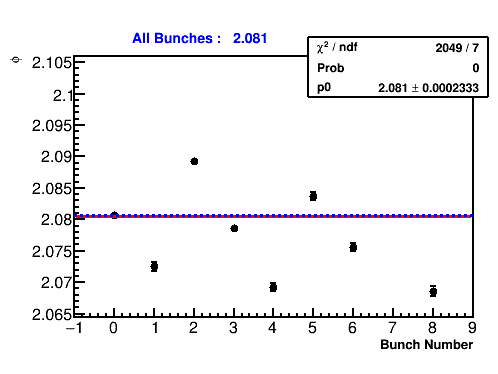 All Bunches : 2.081
χ² / ndf 2049 / 7
Prob 0
p0 2.081 ± 0.0002333
ϕ
2.105
2.1
2.095
2.09
2.085
2.08
2.075
2.07
2.065
−1 0 1 2 3 4 5 6 7 8 9
Bunch Number